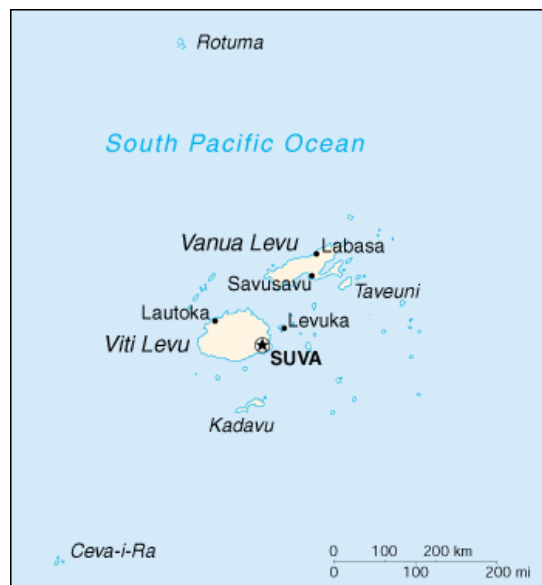 Rotuma
South Pacific Ocean
Vanua Levu
Labasa
Savusavu
Taveuni
Lautoka
Levuka
Viti Levu
SUVA
Kadavu
Ceva-i-Ra
0 100 200 km
0 100 200 mi